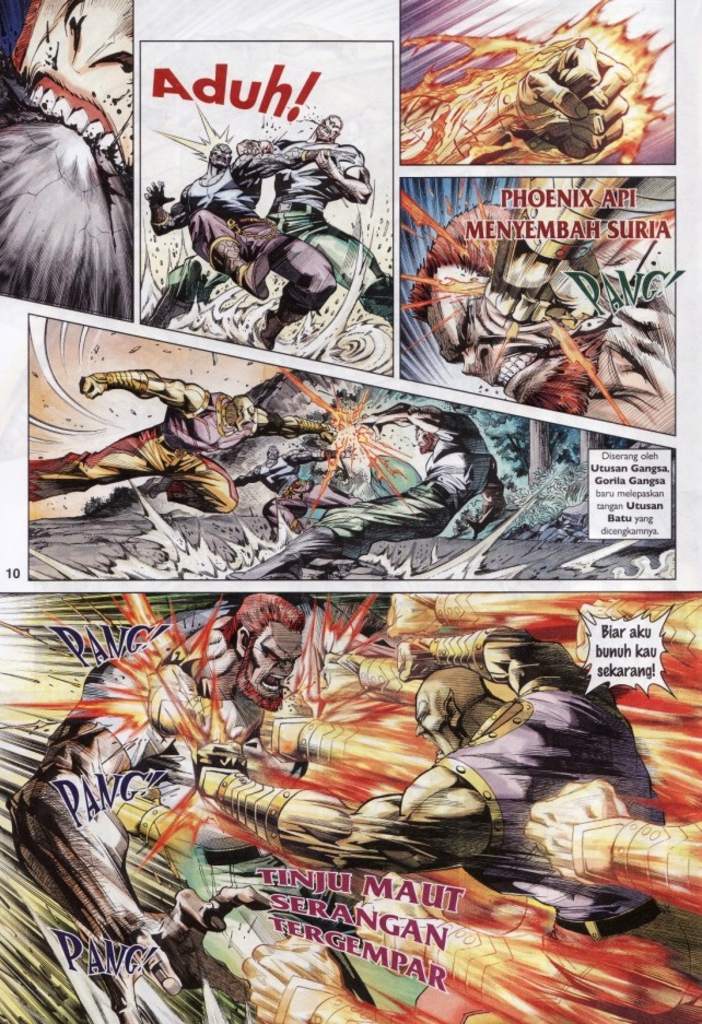 Aduh!
PHOENIX API
MENYEMBAH SURIA
PANG!
Diserang oleh
Utusan Gangsa,
Gorila Gangsa
baru melepaskan
tangan Utusan
Batu yang
dicengkamnya.
10
PANG!
Biar aku
bunuh kau
sekarang!
PANG!
TINJU MAUT
SERANGAN
TERGEMPAR
PANG!